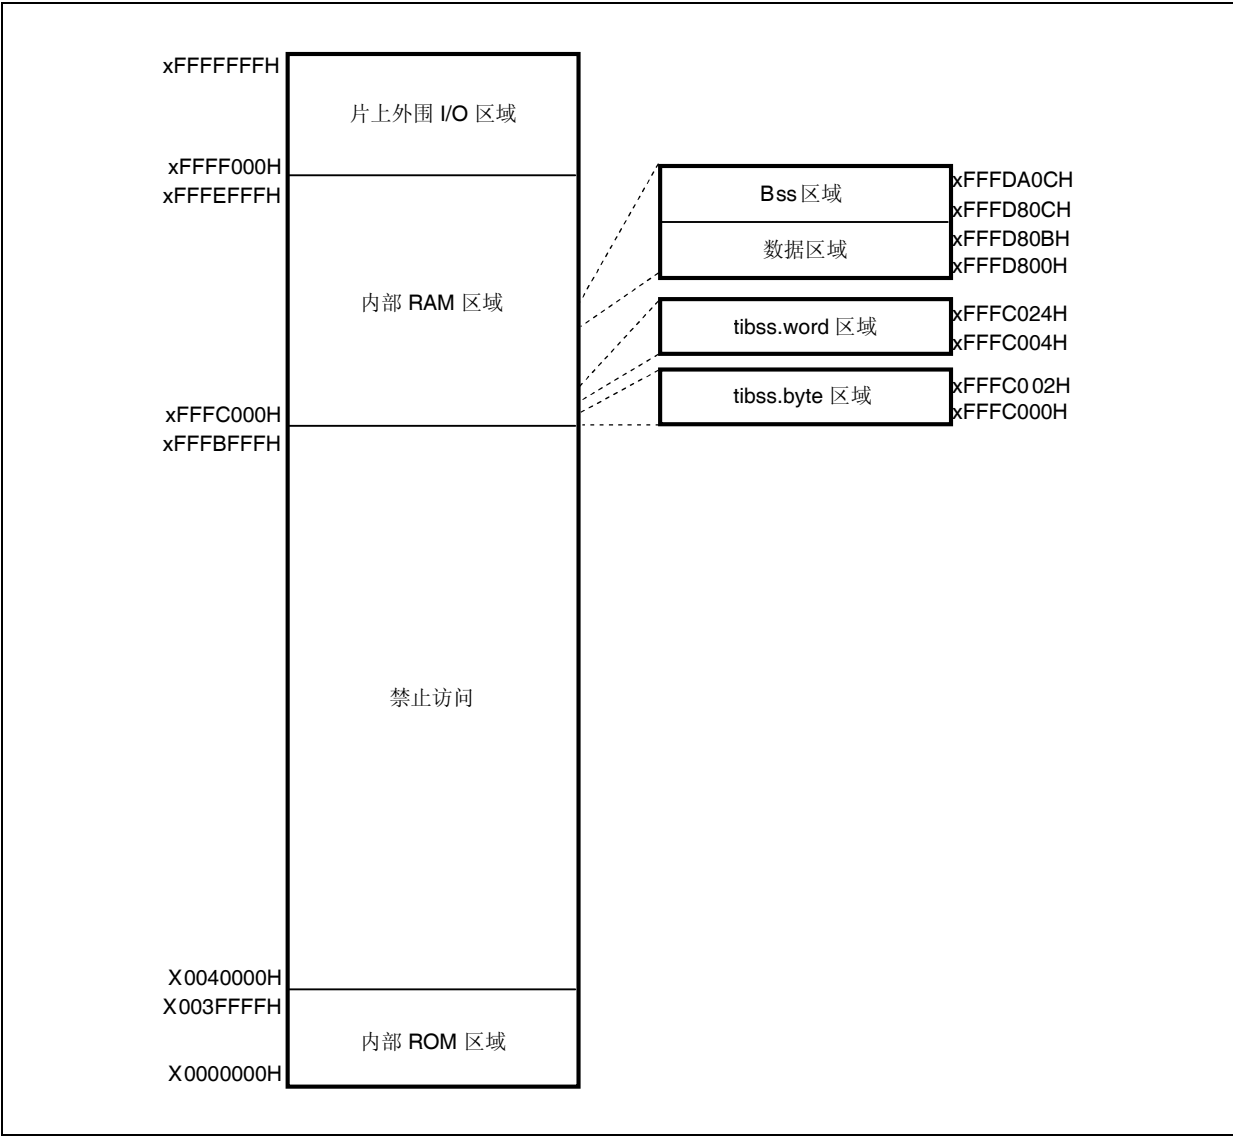 xFFFFFFFH
片上外围 I/O 区域
xFFFF000H
xFFFEFFFH
内部 RAM 区域
xFFFC000H
xFFFBFFFH
禁止访问
X0040000H
X003FFFFH
内部 ROM 区域
X0000000H
Bss区域
xFFFDA0CH
xFFFD80CH
数据区域
xFFFD80BH
xFFFD800H
tibss.word 区域
xFFFC024H
xFFFC004H
tibss.byte 区域
xFFFC002H
xFFFC000H